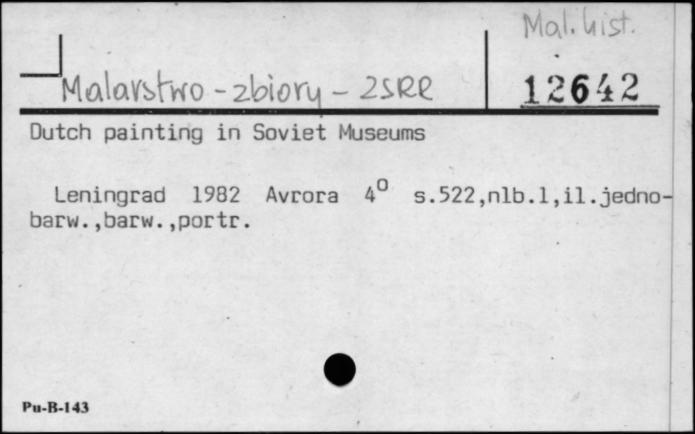 Mal. hist.
Malarstwo - zbiory - ZSRR
12642
Dutch painting in Soviet Museums
Leningrad 1982 Avrora 4° s.522,nlb.1,il.jedno-
barw.,barw.,portr.
Pu-B-143